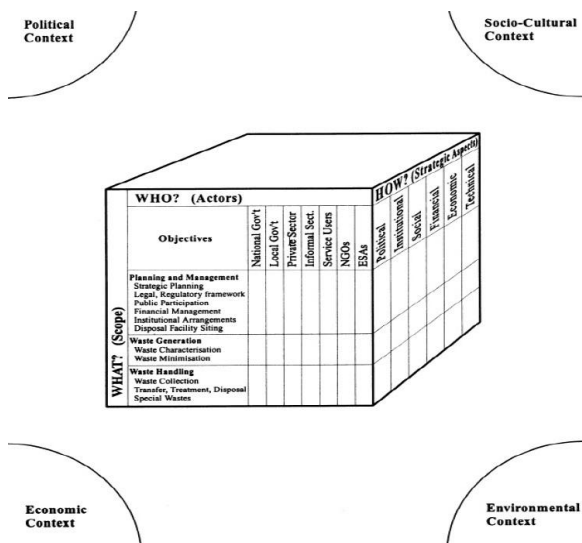 Political
Context
Socio-Cultural
Context
WHO? (Actors)
HOW? (Strategic Aspects)
WHAT? (Scope)
Objectives
National Gov't
Local Gov't
Private Sector
Informal Sect.
Service Users
NGOs
ESAs
Political
Institutional
Social
Financial
Economic
Technical
Planning and Management
Strategic Planning
Legal, Regulatory framework
Public Participation
Financial Management
Institutional Arrangements
Disposal Facility Siting
Waste Generation
Waste Characterisation
Waste Minimisation
Waste Handling
Waste Collection
Transfer, Treatment, Disposal
Special Wastes
Economic
Context
Environmental
Context